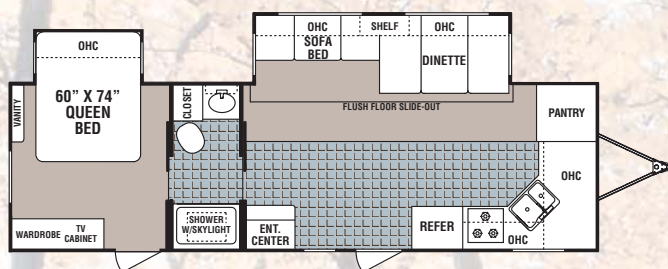 OHC
60” X 74”
QUEEN
BED
VANITY
WARDROBE
TV
CABINET
CLOSET
SHOWER
W/SKYLIGHT
OHC
SOFA
BED
SHELF
OHC
DINETTE
FLUSH FLOOR SLIDE-OUT
PANTRY
OHC
ENT.
CENTER
REFER
OHC